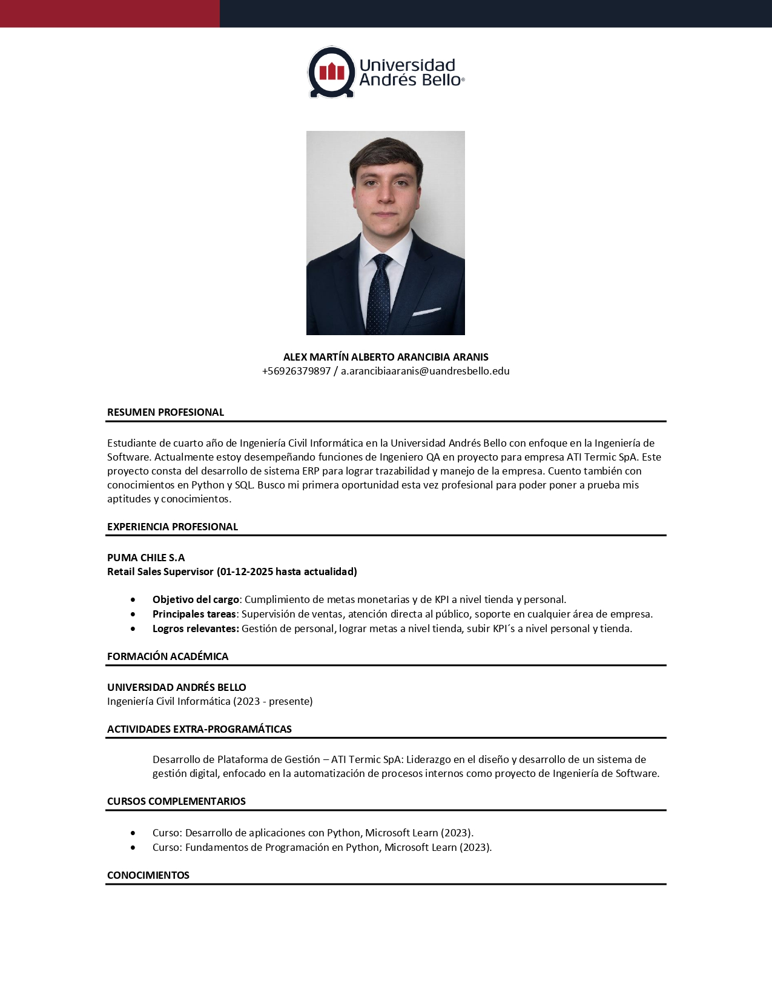 Universidad
Andrés Bello®
ALEX MARTÍN ALBERTO ARANCIBIA ARANIS
+56926379897 / a.arancibiaaranis@uandresbello.edu
RESUMEN PROFESIONAL
Estudiante de cuarto año de Ingeniería Civil Informática en la Universidad Andrés Bello con enfoque en la Ingeniería de
Software. Actualmente estoy desempeñando funciones de Ingeniero QA en proyecto para empresa ATI Termic SpA. Este
proyecto consta del desarrollo de sistema ERP para lograr trazabilidad y manejo de la empresa. Cuento también con
conocimientos en Python y SQL. Busco mi primera oportunidad esta vez profesional para poder poner a prueba mis
aptitudes y conocimientos.
EXPERIENCIA PROFESIONAL
PUMA CHILE S.A
Retail Sales Supervisor (01-12-2025 hasta actualidad)
• Objetivo del cargo: Cumplimiento de metas monetarias y de KPI a nivel tienda y personal.
• Principales tareas: Supervisión de ventas, atención directa al público, soporte en cualquier área de empresa.
• Logros relevantes: Gestión de personal, lograr metas a nivel tienda, subir KPI´s a nivel personal y tienda.
FORMACIÓN ACADÉMICA
UNIVERSIDAD ANDRÉS BELLO
Ingeniería Civil Informática (2023 - presente)
ACTIVIDADES EXTRA-PROGRAMÁTICAS
Desarrollo de Plataforma de Gestión – ATI Termic SpA: Liderazgo en el diseño y desarrollo de un sistema de
gestión digital, enfocado en la automatización de procesos internos como proyecto de Ingeniería de Software.
CURSOS COMPLEMENTARIOS
• Curso: Desarrollo de aplicaciones con Python, Microsoft Learn (2023).
• Curso: Fundamentos de Programación en Python, Microsoft Learn (2023).
CONOCIMIENTOS